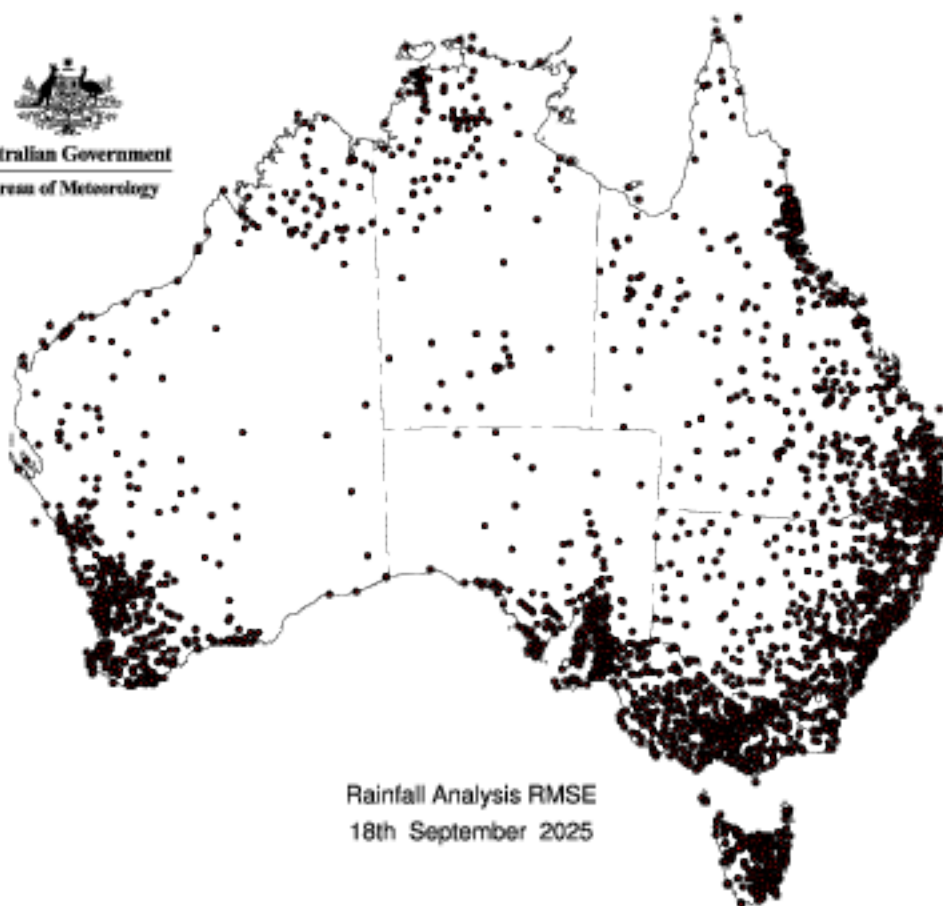 tralian Government
reau of Meteorology
Rainfall Analysis RMSE
18th September 2025